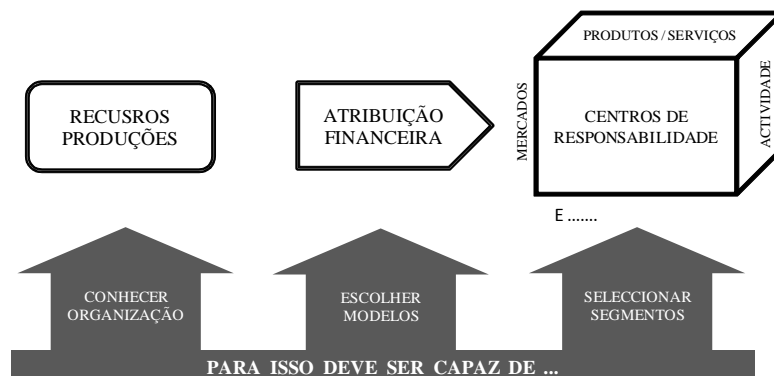 PRODUTOS / SERVIÇOS
RECUSROS
PRODUÇÕES
ATRIBUIÇÃO
FINANCEIRA
MERCADOS
CENTROS DE
RESPONSABILIDADE
ACTIVIDADE
E .......
CONHECER
ORGANIZAÇÃO
ESCOLHER
MODELOS
SELECCIONAR
SEGMENTOS
PARA ISSO DEVE SER CAPAZ DE ...